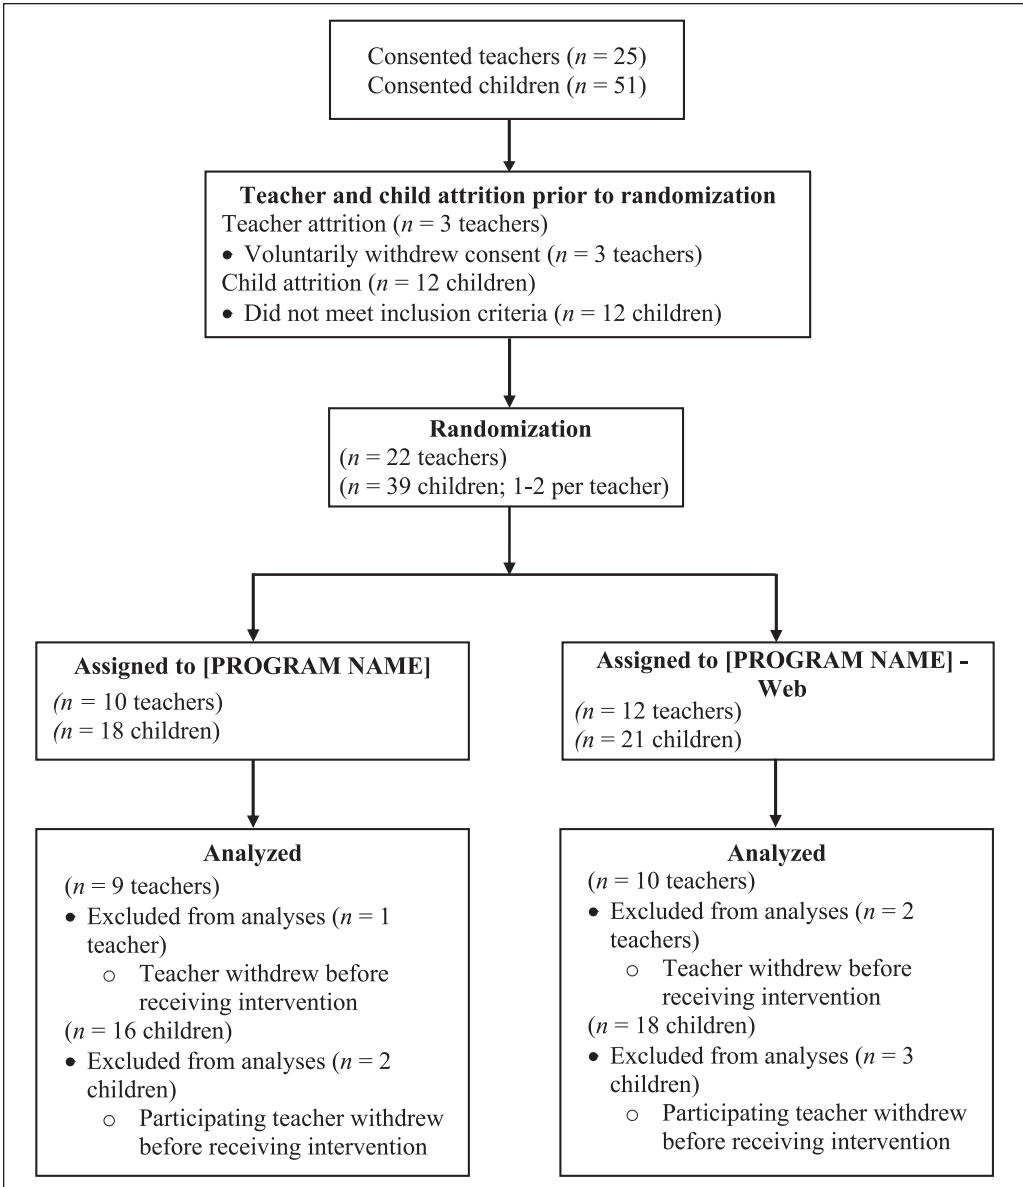 Consented teachers (n = 25)
Consented children (n = 51)
Teacher and child attrition prior to randomization
Teacher attrition (n = 3 teachers)
• Voluntarily withdrew consent (n = 3 teachers)
Child attrition (n = 12 children)
• Did not meet inclusion criteria (n = 12 children)
Randomization
(n = 22 teachers)
(n = 39 children; 1-2 per teacher)
Assigned to [PROGRAM NAME]
(n = 10 teachers)
(n = 18 children)
Assigned to [PROGRAM NAME] -
Web
(n = 12 teachers)
(n = 21 children)
Analyzed
(n = 9 teachers)
• Excluded from analyses (n = 1
teacher)
o Teacher withdrew before
receiving intervention
(n = 16 children)
• Excluded from analyses (n = 2
children)
o Participating teacher withdrew
before receiving intervention
Analyzed
(n = 10 teachers)
• Excluded from analyses (n = 2
teachers)
o Teacher withdrew before
receiving intervention
(n = 18 children)
• Excluded from analyses (n = 3
children)
o Participating teacher withdrew
before receiving intervention